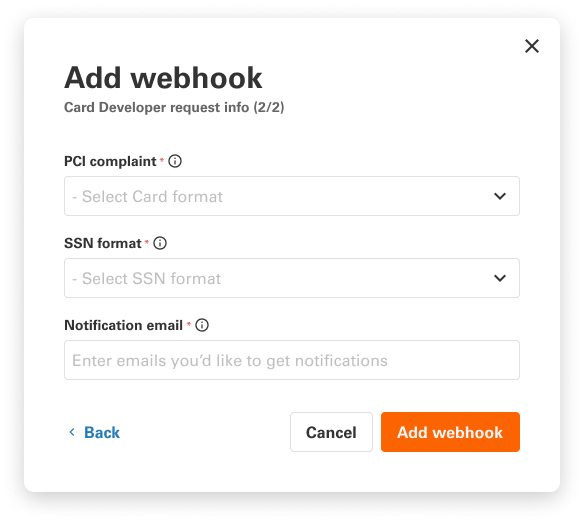 Add webhook
Card Developer request info (2/2)
PCI complaint *
- Select Card format
SSN format *
- Select SSN format
Notification email *
Enter emails you’d like to get notifications
Back Cancel Add webhook